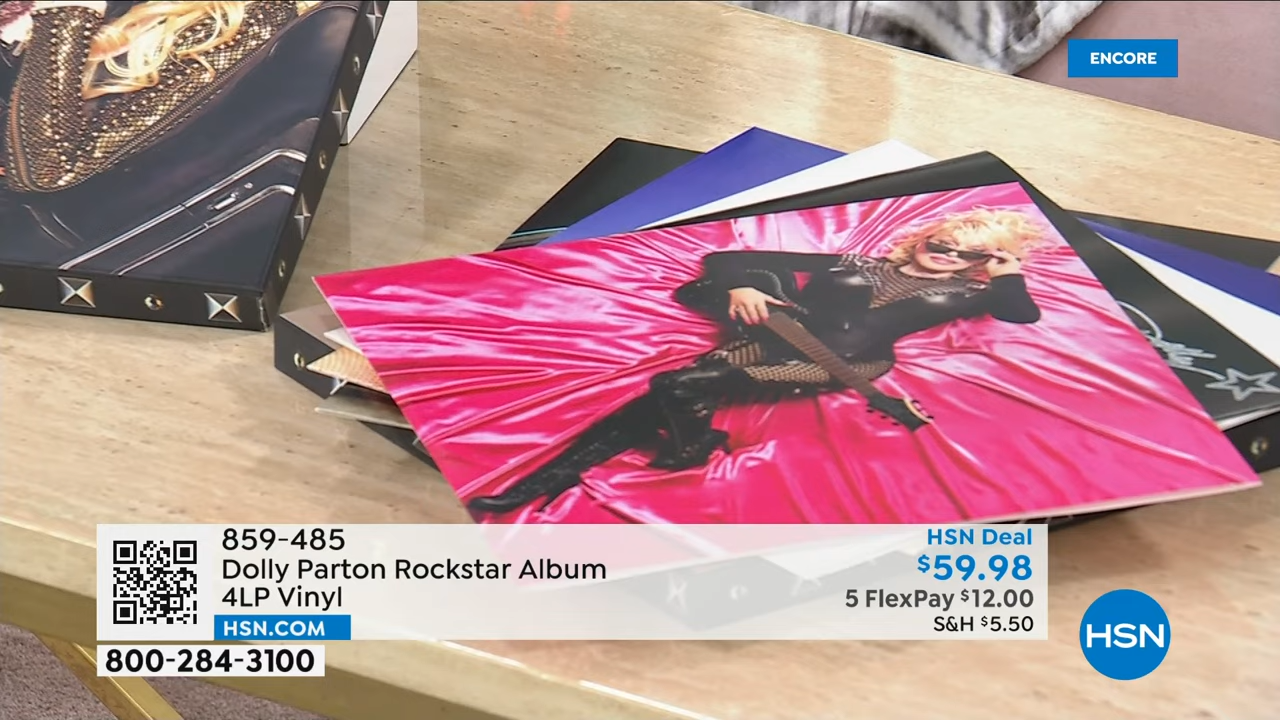 ENCORE
859-485
Dolly Parton Rockstar Album
4LP Vinyl
HSN.COM
800-284-3100
HSN Deal
$59.98
5 FlexPay $12.00
S&H $5.50
HSN